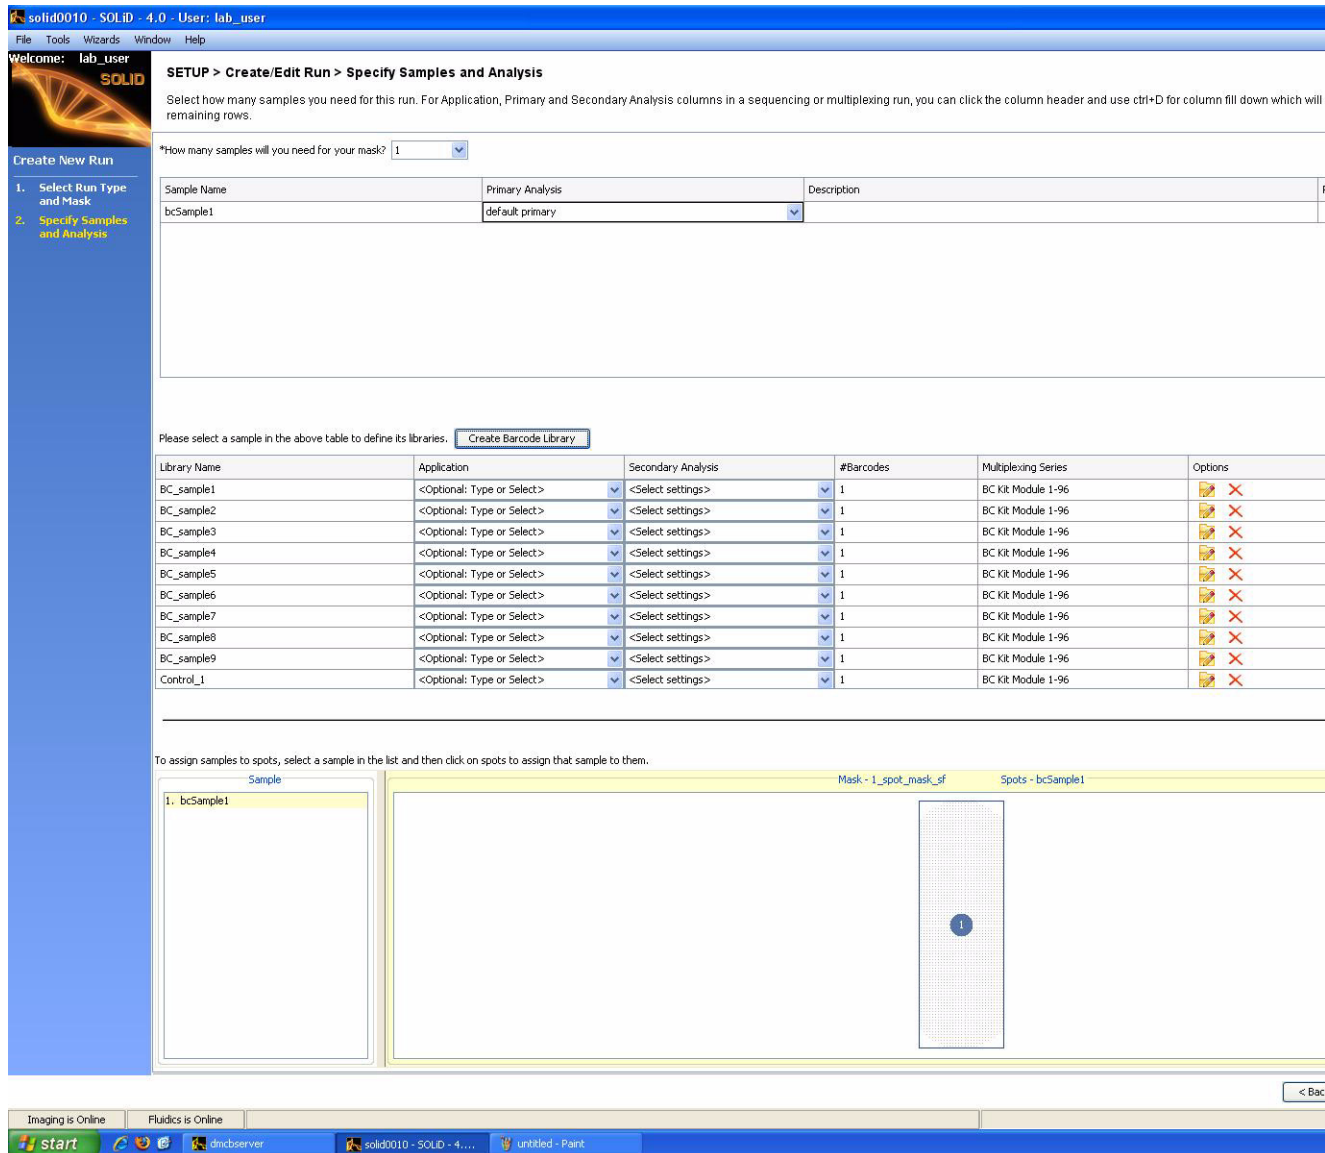 solid0010 - SOLiD - 4.0 - User: lab_user
File Tools Wizards Window Help
Welcome: lab_user
SOLiD
SETUP > Create/Edit Run > Specify Samples and Analysis
Select how many samples you need for this run. For Application, Primary and Secondary Analysis columns in a sequencing or multiplexing run, you can click the column header and use ctrl+D for column fill down which will
remaining rows.
Create New Run
1. Select Run Type
and Mask
2. Specify Samples
and Analysis
*How many samples will you need for your mask? 1
Sample Name Primary Analysis Description
bcSample1 default primary
Please select a sample in the above table to define its libraries. Create Barcode Library
Library Name Application Secondary Analysis #Barcodes Multiplexing Series Options
BC_sample1 <Optional: Type or Select> <Select settings> 1 BC Kit Module 1-96
BC_sample2 <Optional: Type or Select> <Select settings> 1 BC Kit Module 1-96
BC_sample3 <Optional: Type or Select> <Select settings> 1 BC Kit Module 1-96
BC_sample4 <Optional: Type or Select> <Select settings> 1 BC Kit Module 1-96
BC_sample5 <Optional: Type or Select> <Select settings> 1 BC Kit Module 1-96
BC_sample6 <Optional: Type or Select> <Select settings> 1 BC Kit Module 1-96
BC_sample7 <Optional: Type or Select> <Select settings> 1 BC Kit Module 1-96
BC_sample8 <Optional: Type or Select> <Select settings> 1 BC Kit Module 1-96
BC_sample9 <Optional: Type or Select> <Select settings> 1 BC Kit Module 1-96
Control_1 <Optional: Type or Select> <Select settings> 1 BC Kit Module 1-96
To assign samples to spots, select a sample in the list and then click on spots to assign that sample to them.
Sample
1. bcSample1
Mask - 1_spot_mask_sf Spots - bcSample1
1
< Bac
Imaging is Online Fluidics is Online
start dmcbserver solid0010 - SOLiD - 4.... untitled - Paint